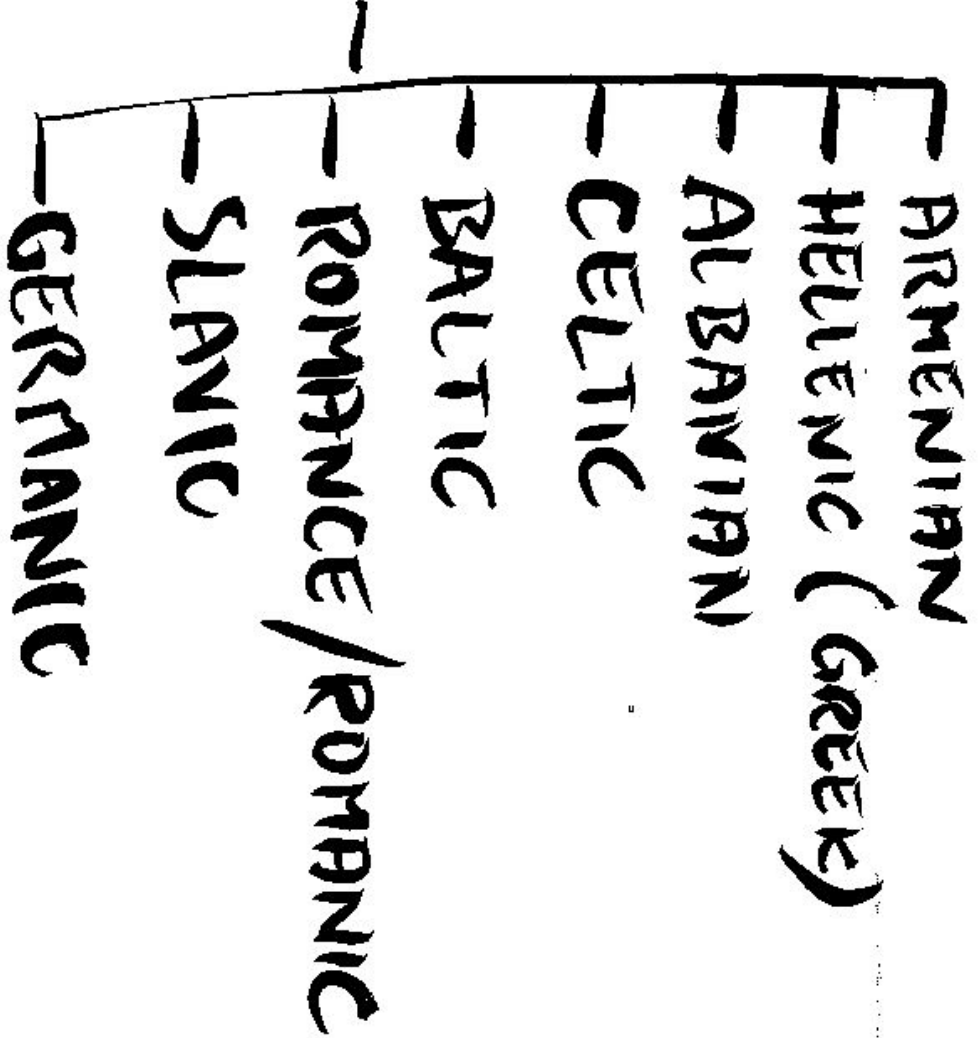 ARMENIAN
HELLENIC (GREEK)
ALBANIAN
CELTIC
BALTIC
ROMANCE/ROMANIC
SLAVIC
GERMANIC